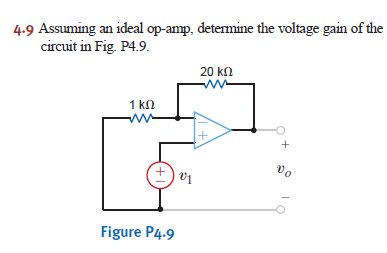 4.9 Assuming an ideal op-amp, determine the voltage gain of the
circuit in Fig. P4.9.
20 kΩ
1 kΩ
−
+
+
+
−
v1
vo
−
Figure P4.9